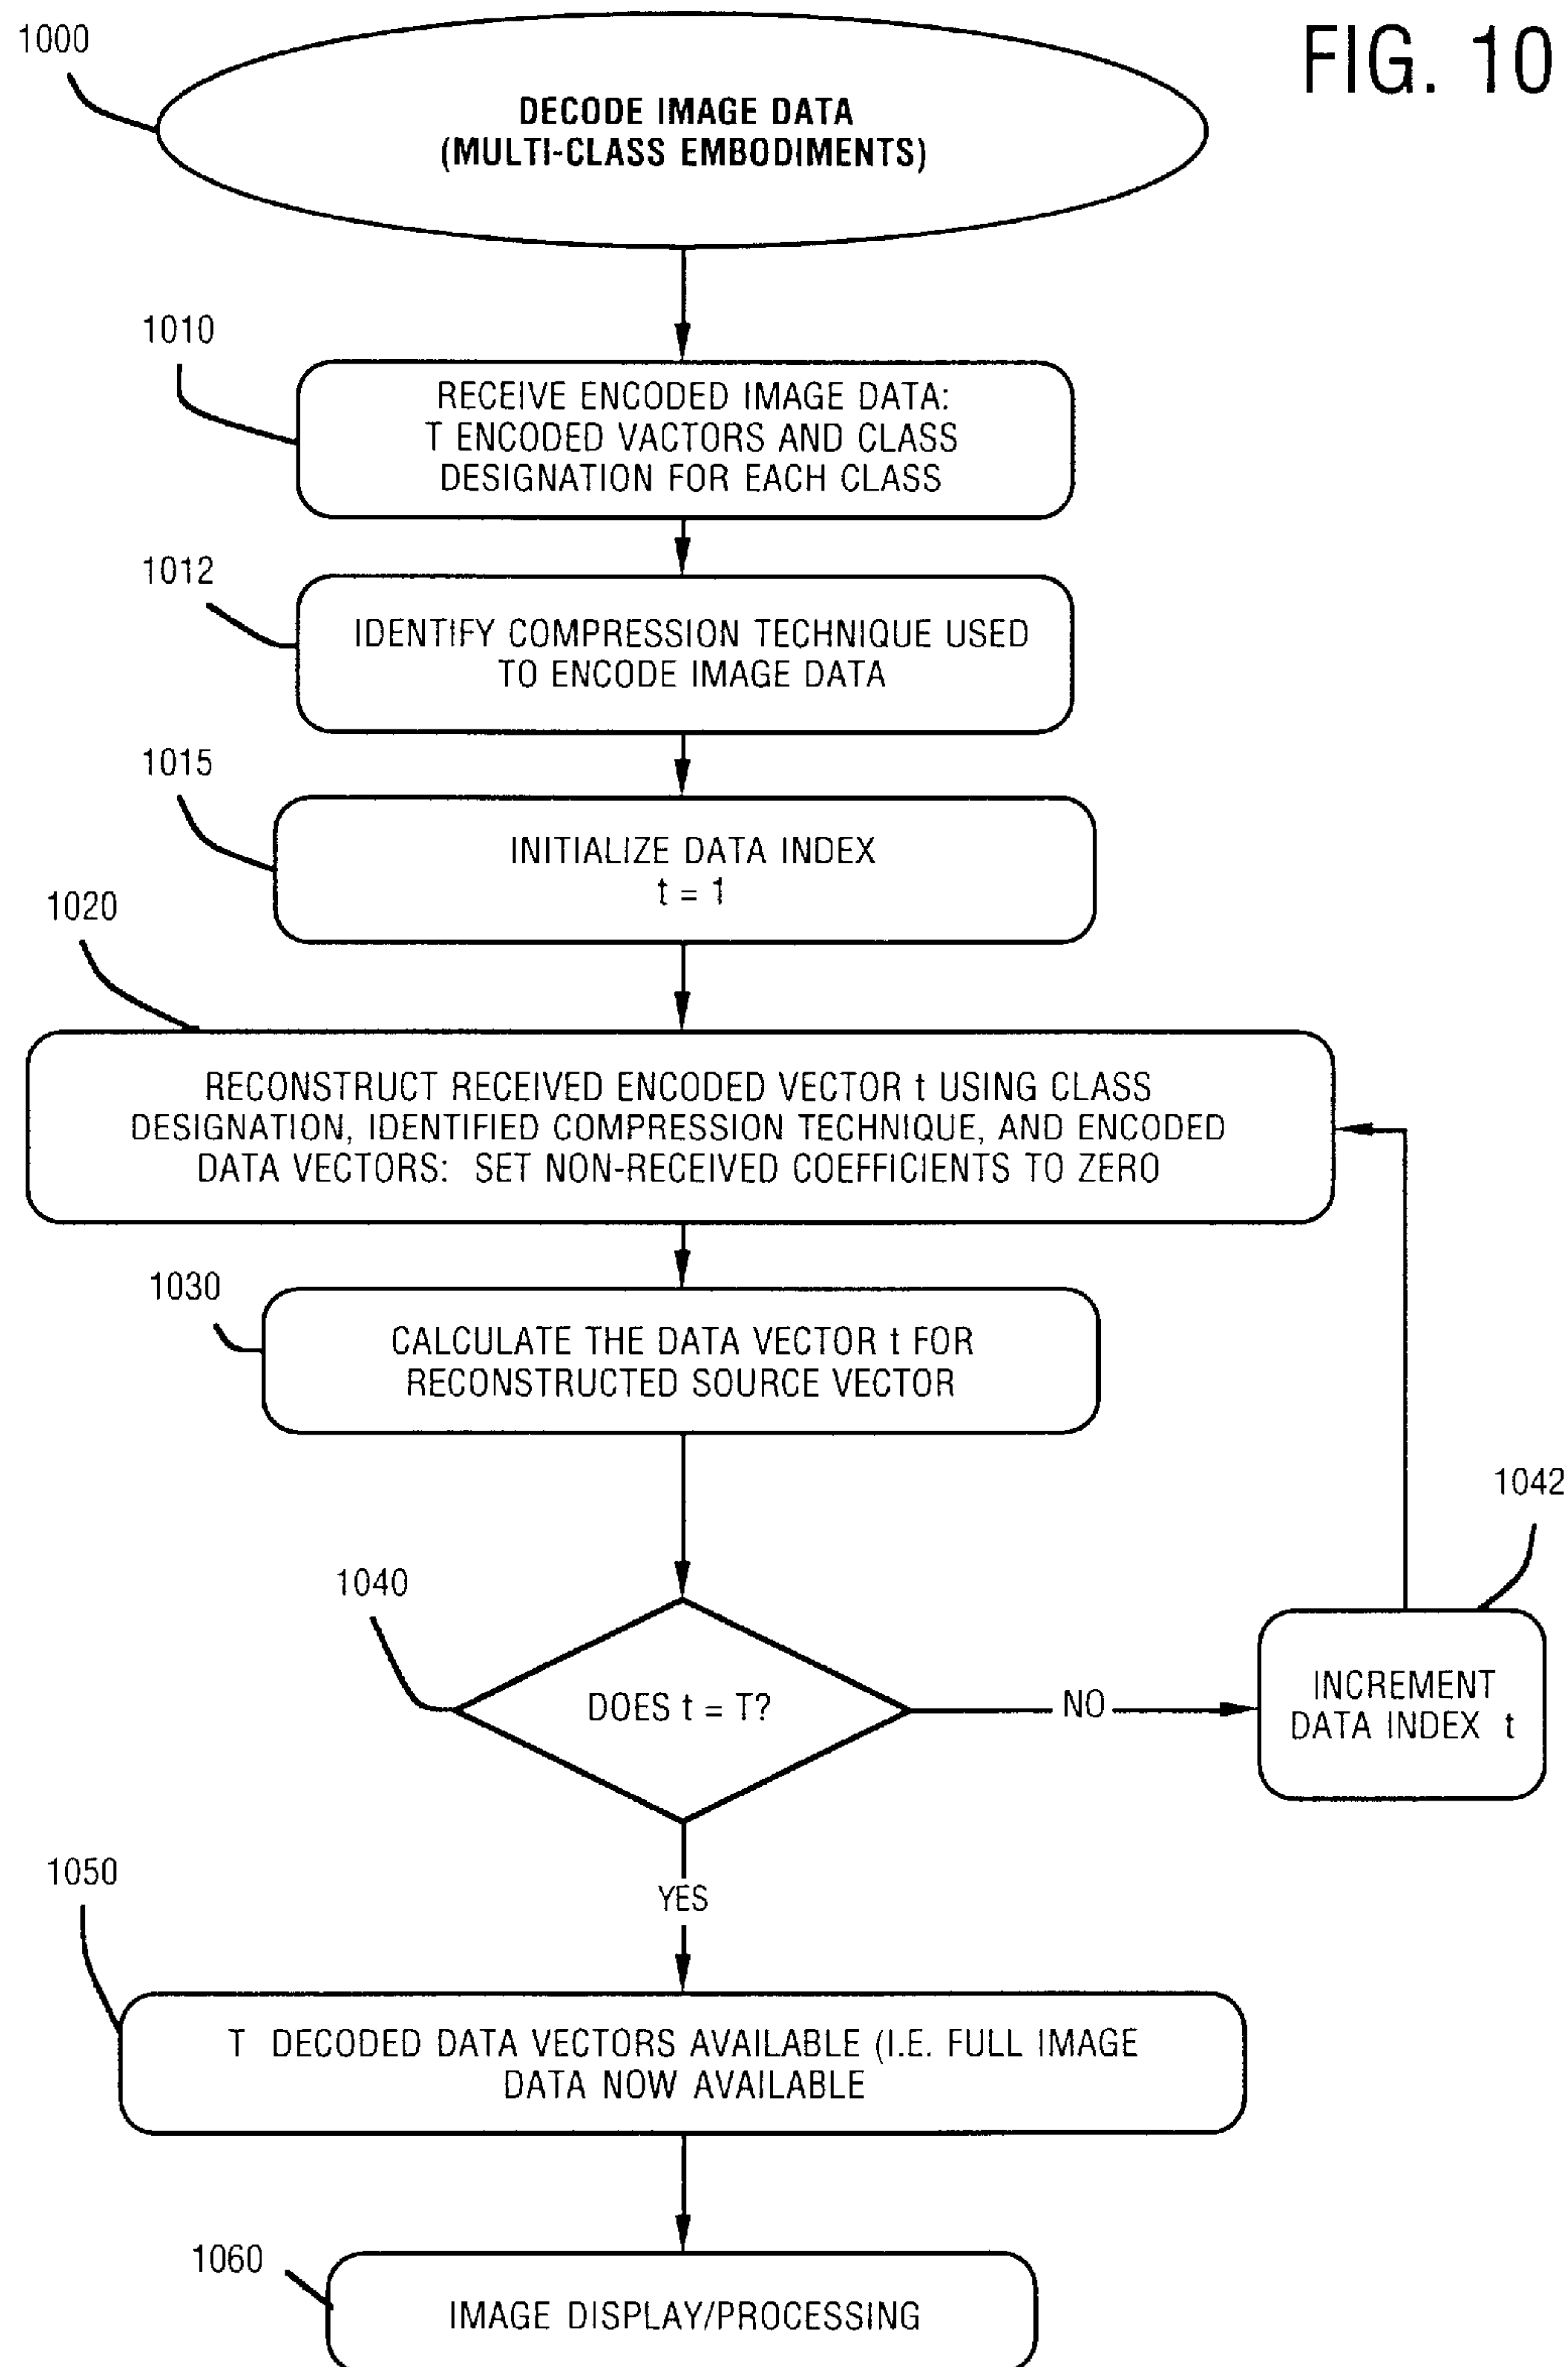 FIG. 10
1000
DECODE IMAGE DATA
(MULTI-CLASS EMBODIMENTS)
1010
RECEIVE ENCODED IMAGE DATA:
T ENCODED VACTORS AND CLASS
DESIGNATION FOR EACH CLASS
1012
IDENTIFY COMPRESSION TECHNIQUE USED
TO ENCODE IMAGE DATA
1015
INITIALIZE DATA INDEX
t = 1
1020
RECONSTRUCT RECEIVED ENCODED VECTOR t USING CLASS
DESIGNATION, IDENTIFIED COMPRESSION TECHNIQUE, AND ENCODED
DATA VECTORS: SET NON-RECEIVED COEFFICIENTS TO ZERO
1030
CALCULATE THE DATA VECTOR t FOR
RECONSTRUCTED SOURCE VECTOR
1040
DOES t = T?
NO
1042
INCREMENT
DATA INDEX t
YES
1050
T DECODED DATA VECTORS AVAILABLE (I.E. FULL IMAGE
DATA NOW AVAILABLE
1060
IMAGE DISPLAY/PROCESSING